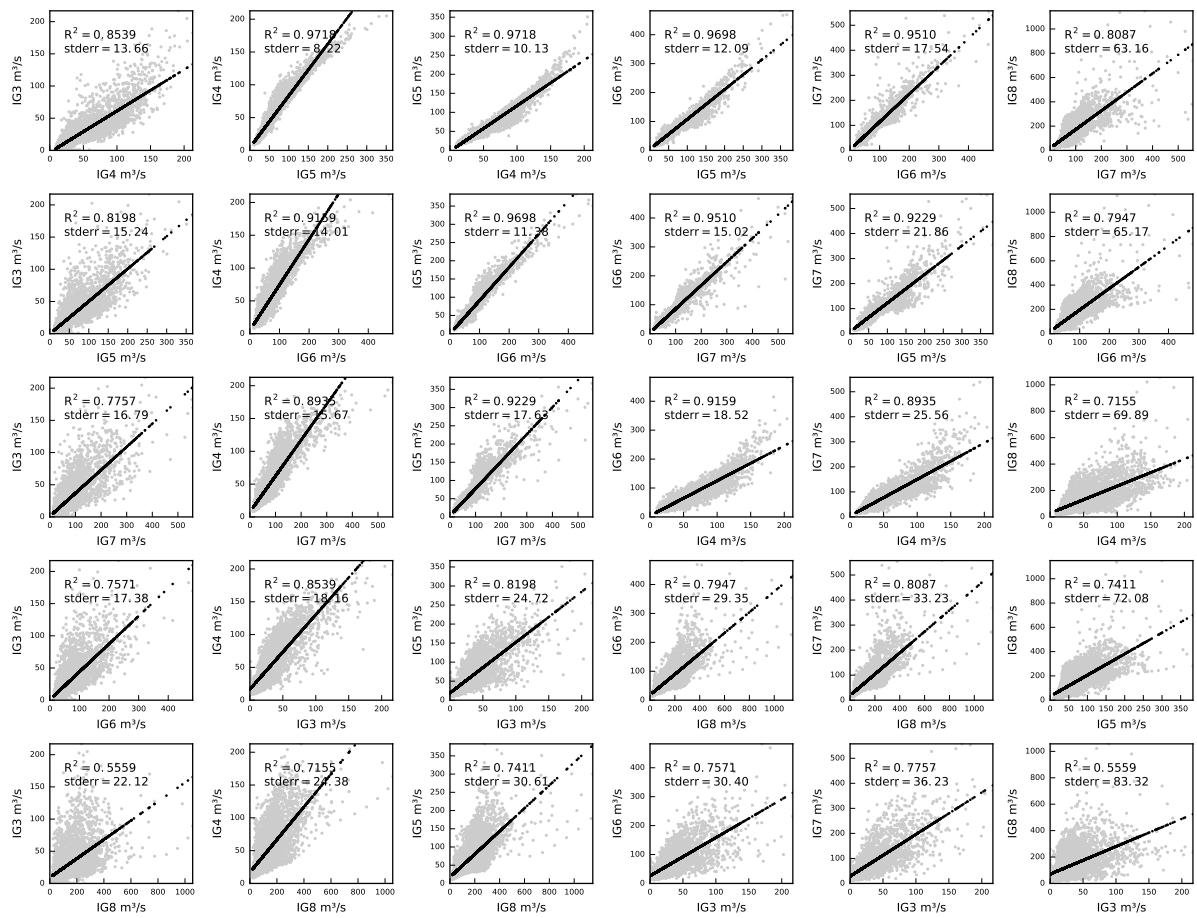 R² = 0.8539
stderr = 13.66
IG3 m³/s
IG4 m³/s
R² = 0.9718
stderr = 8.22
IG4 m³/s
IG5 m³/s
R² = 0.9718
stderr = 10.13
IG5 m³/s
IG4 m³/s
R² = 0.9698
stderr = 12.09
IG6 m³/s
IG5 m³/s
R² = 0.9510
stderr = 17.54
IG7 m³/s
IG6 m³/s
R² = 0.8087
stderr = 63.16
IG8 m³/s
IG7 m³/s
R² = 0.8198
stderr = 15.24
IG3 m³/s
IG5 m³/s
R² = 0.9159
stderr = 14.01
IG4 m³/s
IG6 m³/s
R² = 0.9698
stderr = 11.38
IG5 m³/s
IG6 m³/s
R² = 0.9510
stderr = 15.02
IG6 m³/s
IG7 m³/s
R² = 0.9229
stderr = 21.86
IG7 m³/s
IG5 m³/s
R² = 0.7947
stderr = 65.17
IG8 m³/s
IG6 m³/s
R² = 0.7757
stderr = 16.79
IG3 m³/s
IG7 m³/s
R² = 0.8935
stderr = 15.67
IG4 m³/s
IG7 m³/s
R² = 0.9229
stderr = 17.63
IG5 m³/s
IG7 m³/s
R² = 0.9159
stderr = 18.52
IG6 m³/s
IG4 m³/s
R² = 0.8935
stderr = 25.56
IG7 m³/s
IG4 m³/s
R² = 0.7155
stderr = 69.89
IG8 m³/s
IG4 m³/s
R² = 0.7571
stderr = 17.38
IG3 m³/s
IG6 m³/s
R² = 0.8539
stderr = 18.16
IG4 m³/s
IG3 m³/s
R² = 0.8198
stderr = 24.72
IG5 m³/s
IG3 m³/s
R² = 0.7947
stderr = 29.35
IG6 m³/s
IG8 m³/s
R² = 0.8087
stderr = 33.23
IG7 m³/s
IG8 m³/s
R² = 0.7411
stderr = 72.08
IG8 m³/s
IG5 m³/s
R² = 0.5559
stderr = 22.12
IG3 m³/s
IG8 m³/s
R² = 0.7155
stderr = 24.38
IG4 m³/s
IG8 m³/s
R² = 0.7411
stderr = 30.61
IG5 m³/s
IG8 m³/s
R² = 0.7571
stderr = 30.40
IG6 m³/s
IG3 m³/s
R² = 0.7757
stderr = 36.23
IG7 m³/s
IG3 m³/s
R² = 0.5559
stderr = 83.32
IG8 m³/s
IG3 m³/s